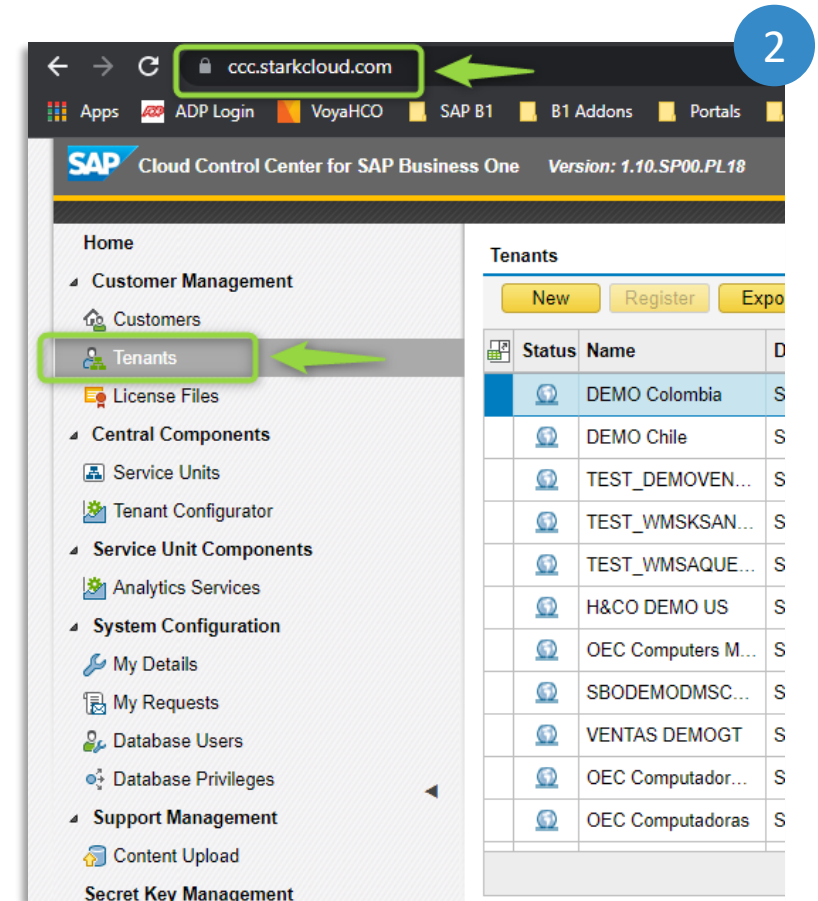 2
ccc.starkcloud.com
Apps ADP Login VoyaHCO SAP B1 B1 Addons Portals
SAP Cloud Control Center for SAP Business One Version: 1.10.SP00.PL18
Home
Customer Management
Customers
Tenants
License Files
Central Components
Service Units
Tenant Configurator
Service Unit Components
Analytics Services
System Configuration
My Details
My Requests
Database Users
Database Privileges
Support Management
Content Upload
Secret Key Management
Tenants
New Register Expo
Status Name D
DEMO Colombia S
DEMO Chile S
TEST_DEMOVEN... S
TEST_WMSKSAN... S
TEST_WMSAQUE... S
H&CO DEMO US S
OEC Computers M... S
SBODEMODMSC... S
VENTAS DEMOGT S
OEC Computador... S
OEC Computadoras S